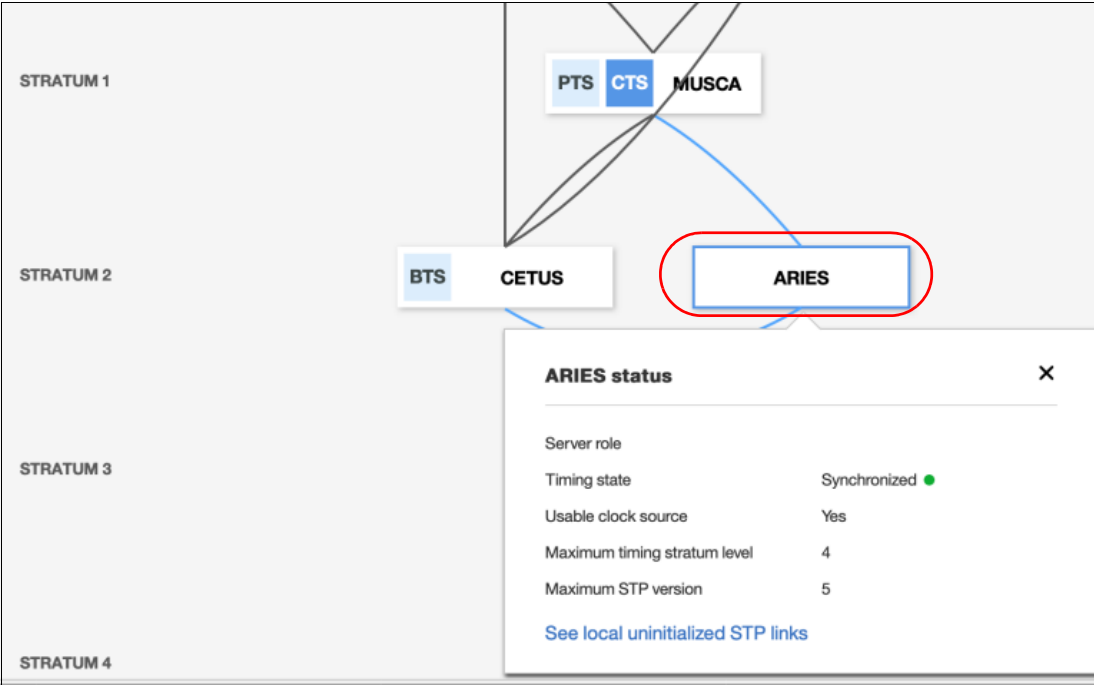 STRATUM 1
PTS CTS MUSCA
STRATUM 2
BTS CETUS
ARIES
ARIES status
Server role
Timing state Synchronized
Usable clock source Yes
Maximum timing stratum level 4
Maximum STP version 5
See local uninitialized STP links
STRATUM 3
STRATUM 4